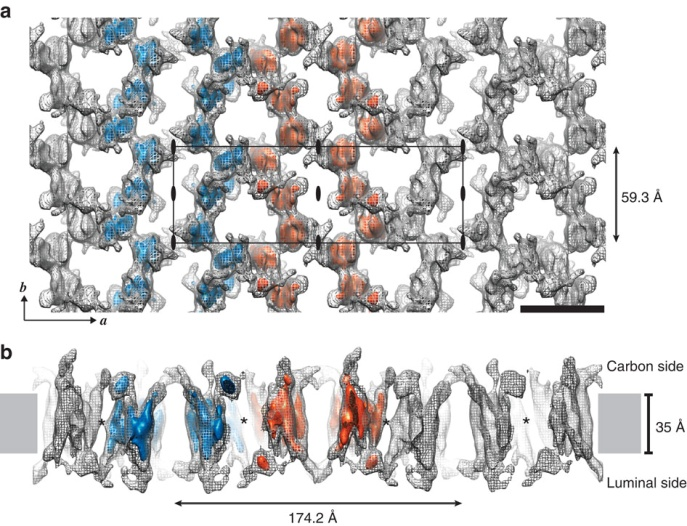 a
59.3 Å
b
a
b
Carbon side
*
*
*
*
35 Å
Luminal side
174.2 Å